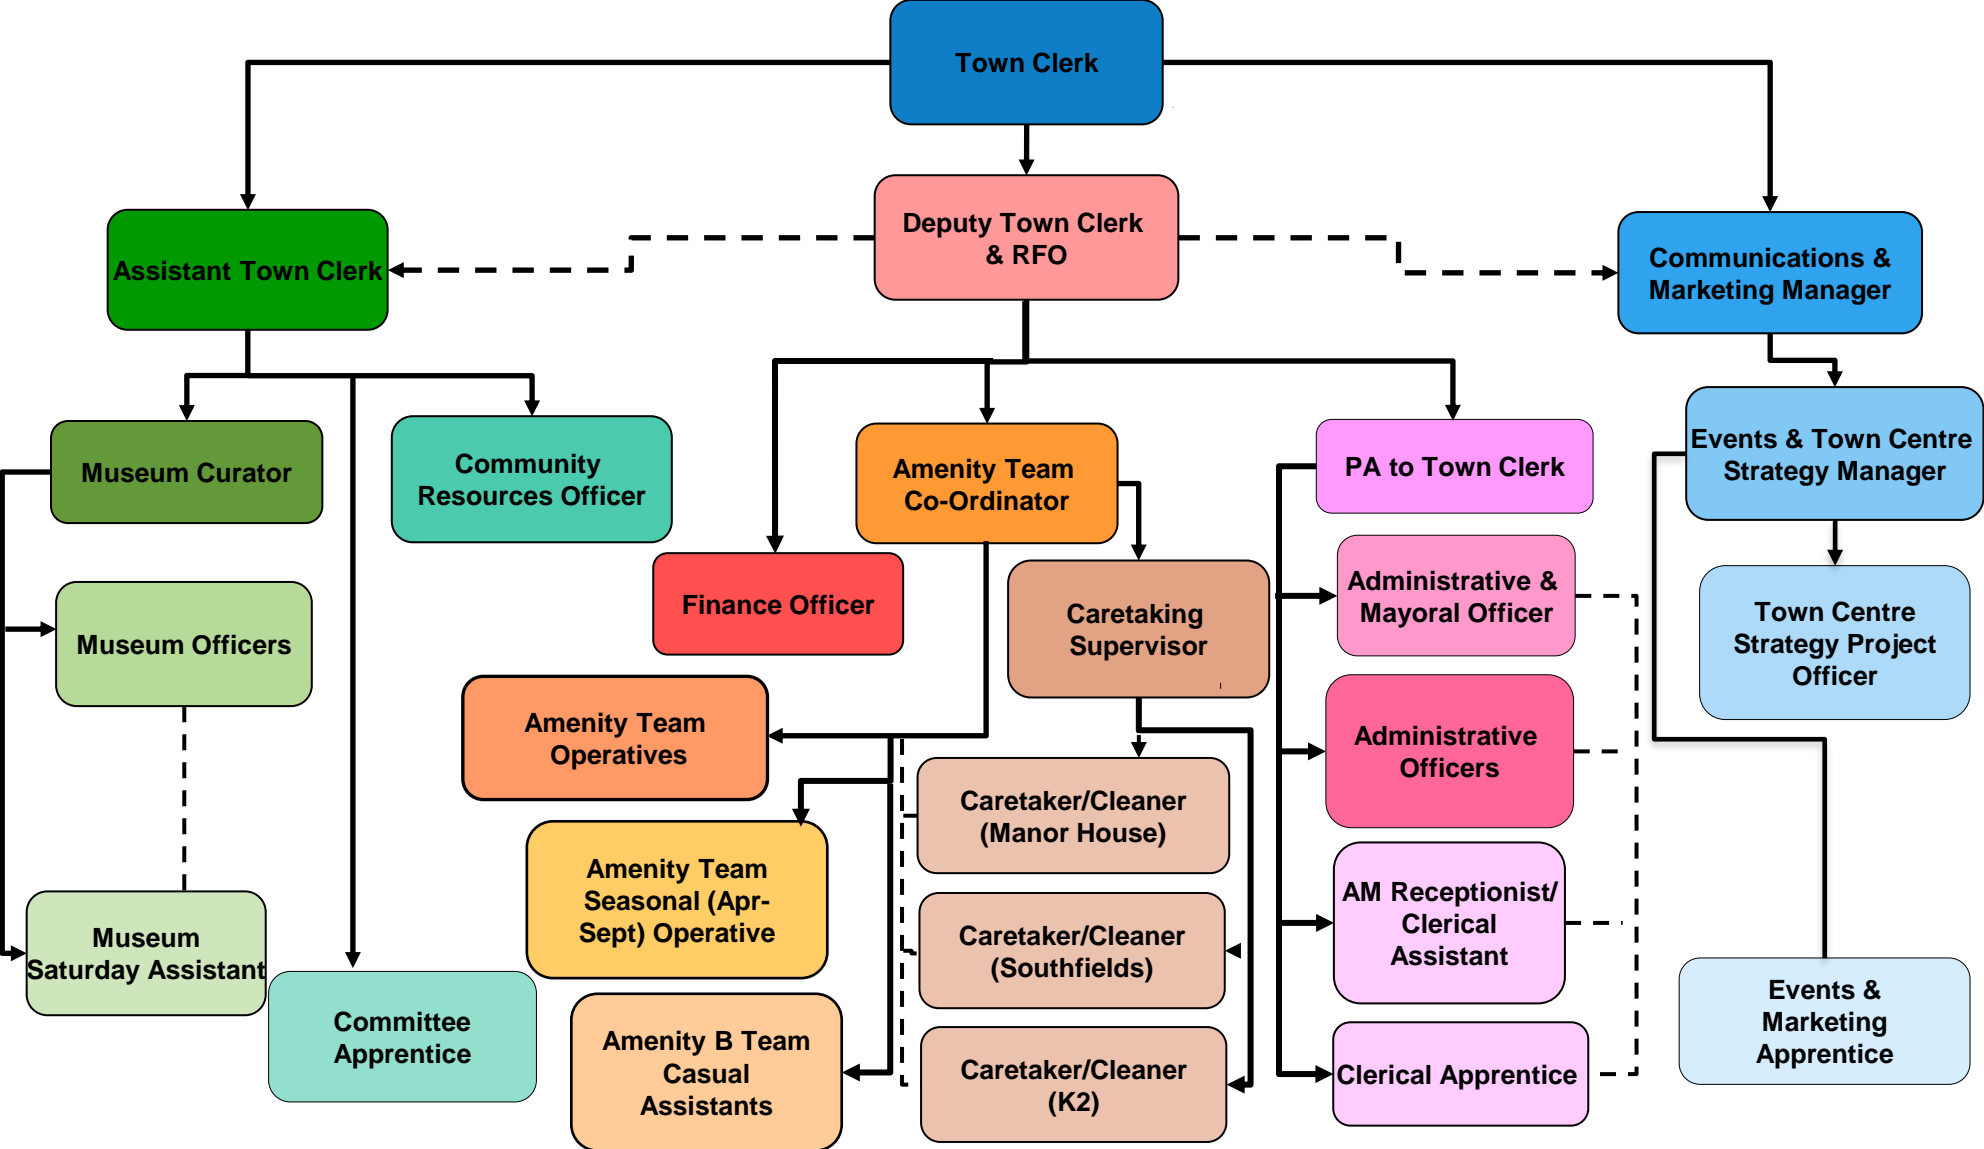 Town Clerk
Deputy Town Clerk
& RFO
Assistant Town Clerk
Communications &
Marketing Manager
Museum Curator
Community
Resources Officer
Amenity Team
Co-Ordinator
PA to Town Clerk
Events & Town Centre
Strategy Manager
Finance Officer
Caretaking
Supervisor
Administrative &
Mayoral Officer
Town Centre
Strategy Project
Officer
Museum Officers
Amenity Team
Operatives
Administrative
Officers
Caretaker/Cleaner
(Manor House)
Amenity Team
Seasonal (Apr-
Sept) Operative
AM Receptionist/
Clerical
Assistant
Museum
Saturday Assistant
Caretaker/Cleaner
(Southfields)
Committee
Apprentice
Amenity B Team
Casual
Assistants
Caretaker/Cleaner
(K2)
Clerical Apprentice
Events &
Marketing
Apprentice